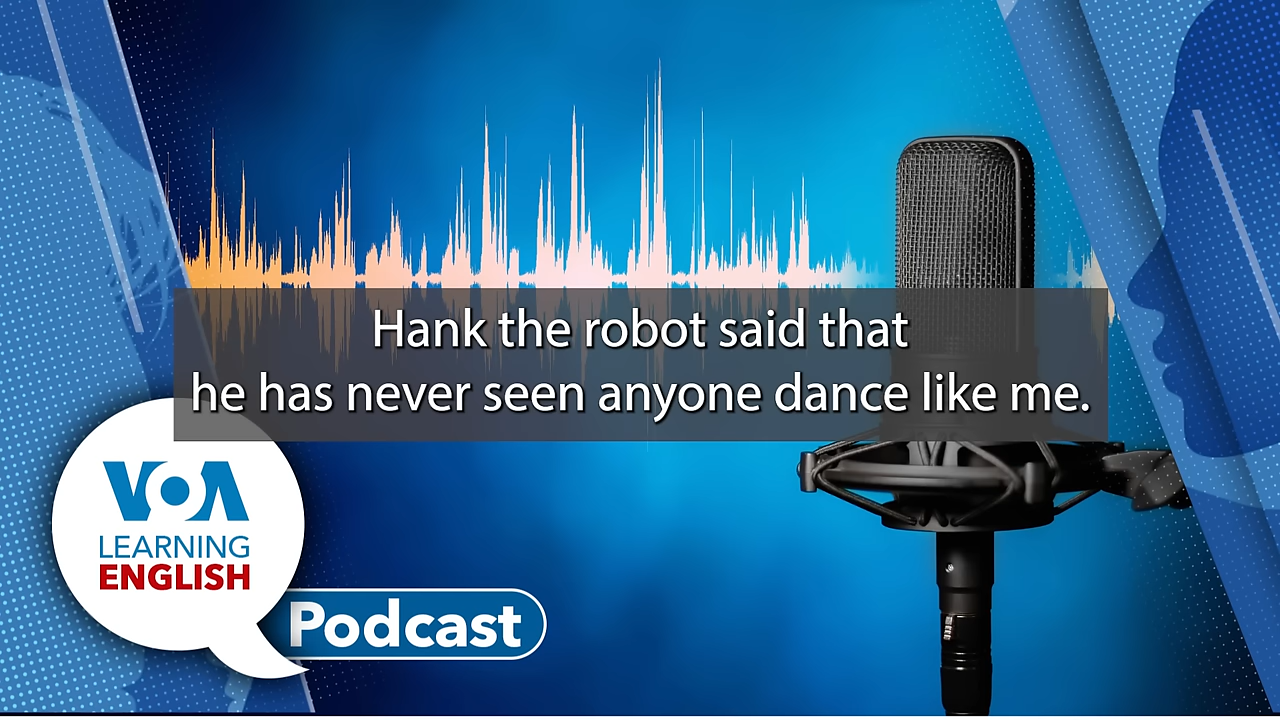 Hank the robot said that
he has never seen anyone dance like me.
VOA
LEARNING
ENGLISH
Podcast